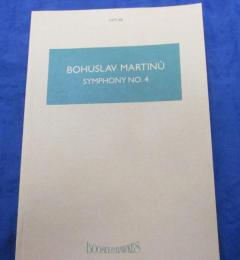 BOHUSLAV MARTINŮ
SYMPHONY NO. 4
BOOSEY & HAWKES